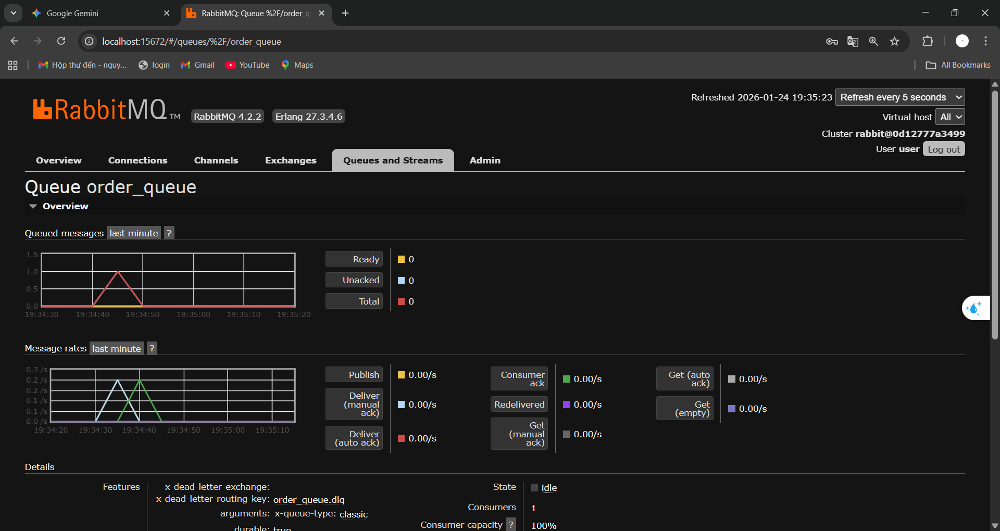 Google Gemini
RabbitMQ: Queue %2F/order_q
localhost:15672/#/queues/%2F/order_queue
Hộp thư đến - nguy...
login
Gmail
YouTube
Maps
All Bookmarks
RabbitMQ TM
RabbitMQ 4.2.2
Erlang 27.3.4.6
Refreshed 2026-01-24 19:35:23
Refresh every 5 seconds
Virtual host All
Cluster rabbit@0d12777a3499
User user Log out
Overview
Connections
Channels
Exchanges
Queues and Streams
Admin
Queue order_queue
Overview
Queued messages last minute ?
1.5
1.0
0.5
0.0
19:34:30 19:34:40 19:34:50 19:35:00 19:35:10 19:35:20
Ready 0
Unacked 0
Total 0
Message rates last minute ?
0.3 /s
0.2 /s
0.2 /s
0.1 /s
0.1 /s
0.0 /s
19:34:20 19:34:30 19:34:40 19:34:50 19:35:00 19:35:10
Publish 0.00/s
Deliver
(manual
ack)
0.00/s
Deliver
(auto ack)
0.00/s
Consumer
ack
0.00/s
Redelivered 0.00/s
Get
(manual
ack)
0.00/s
Get (auto
ack)
0.00/s
Get
(empty)
0.00/s
Details
Features
x-dead-letter-exchange:
x-dead-letter-routing-key: order_queue.dlq
arguments: x-queue-type: classic
durable: true
State idle
Consumers 1
Consumer capacity ? 100%